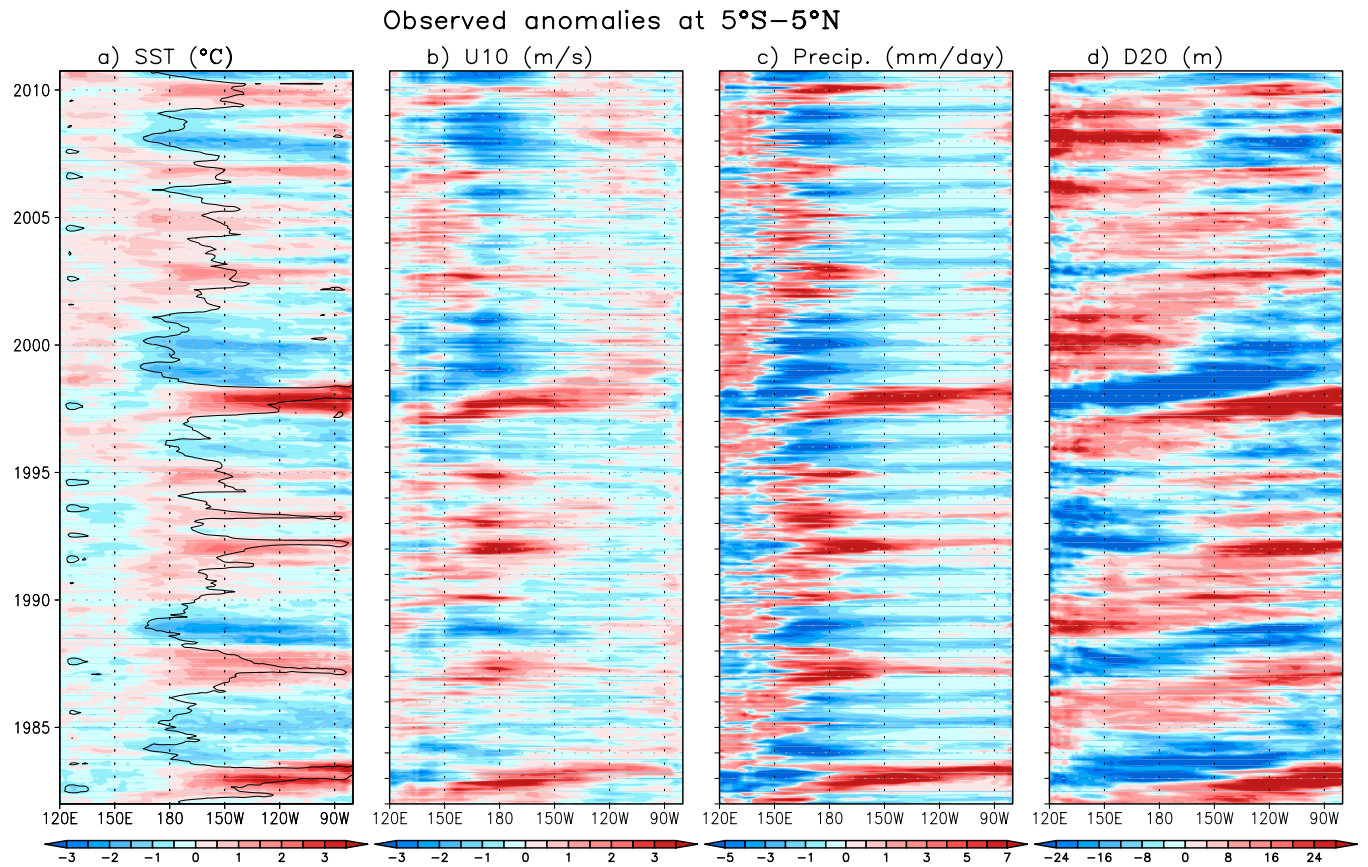 Observed anomalies at 5°S−5°N
a) SST (°C)
b) U10 (m/s)
c) Precip. (mm/day)
d) D20 (m)
2010
2005
2000
1995
1990
1985
120E 150E 180 150W 120W 90W
120E 150E 180 150W 120W 90W
120E 150E 180 150W 120W 90W
120E 150E 180 150W 120W 90W
−3 −2 −1 0 1 2 3
−3 −2 −1 0 1 2 3
−5 −3 −1 0 1 3 5 7
−24 −16 −8 0 8 16 24